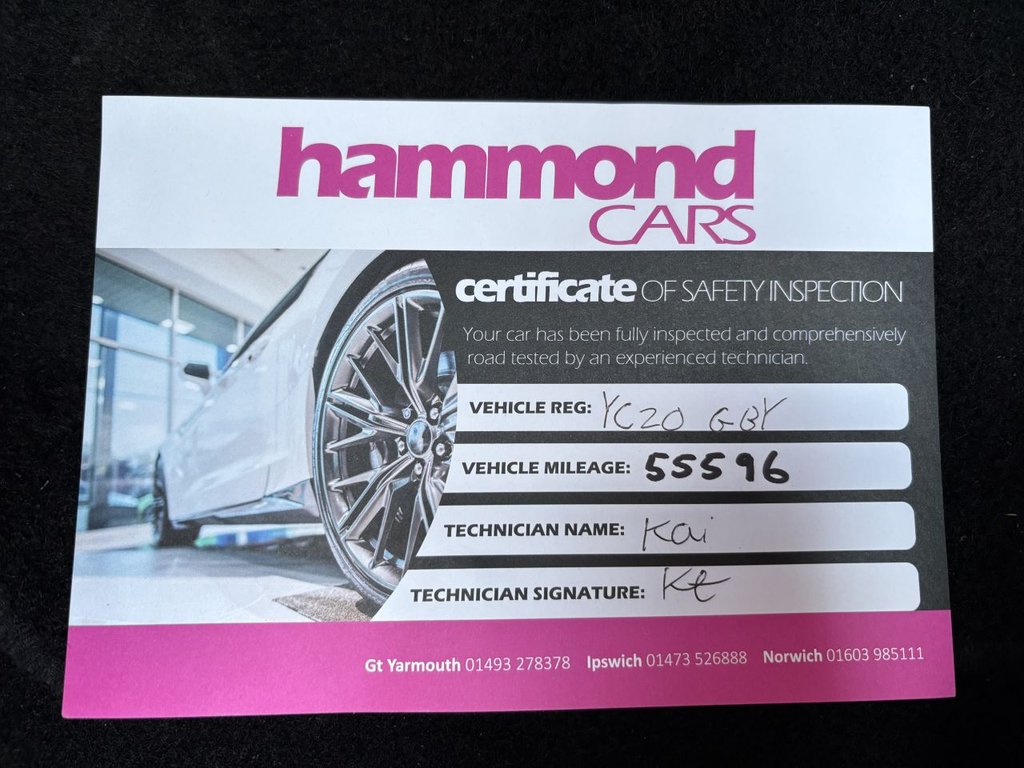 hammond
CARS
certificate OF SAFETY INSPECTION
Your car has been fully inspected and comprehensively
road tested by an experienced technician.
VEHICLE REG: YC20 GBY
VEHICLE MILEAGE: 55596
TECHNICIAN NAME: Kai
TECHNICIAN SIGNATURE:
Gt Yarmouth 01493 278378 Ipswich 01473 526888 Norwich 01603 985111